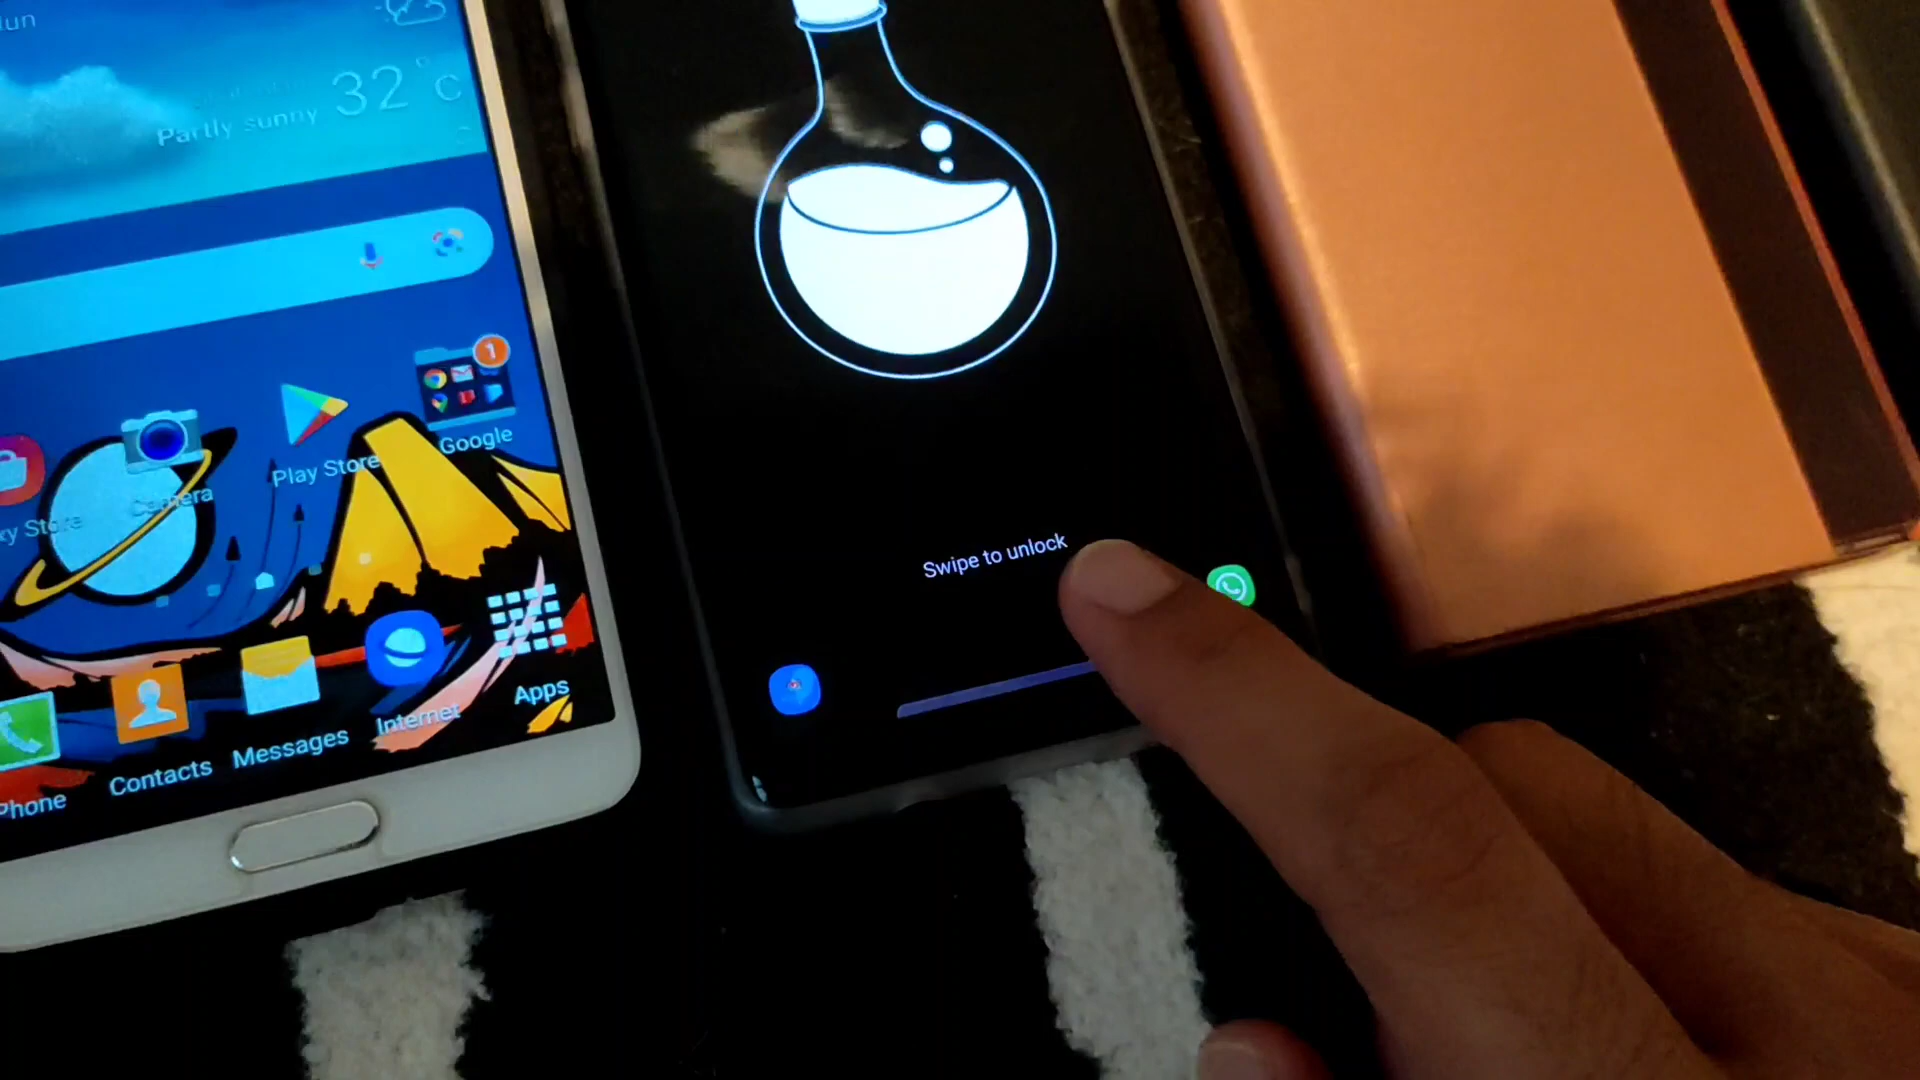 Partly sunny
32°C
1
Google
Play Store
Camera
Swipe to unlock
Apps
Internet
Messages
Contacts
Phone